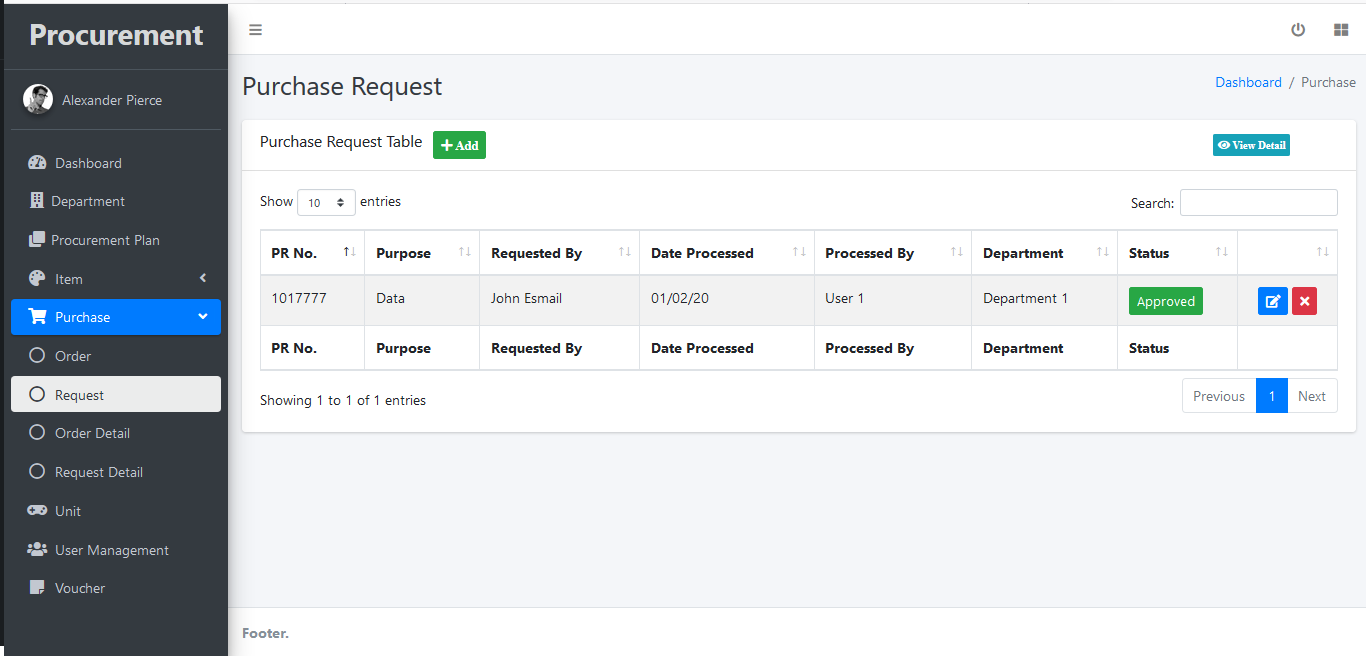 Procurement
Alexander Pierce
Dashboard
Department
Procurement Plan
Item
Purchase
Order
Request
Order Detail
Request Detail
Unit
User Management
Voucher
Purchase Request
Dashboard / Purchase
Purchase Request Table Add
View Detail
Show 10 entries
Search:
PR No. Purpose Requested By Date Processed Processed By Department Status
1017777 Data John Esmail 01/02/20 User 1 Department 1 Approved
PR No. Purpose Requested By Date Processed Processed By Department Status
Showing 1 to 1 of 1 entries
Previous 1 Next
Footer.